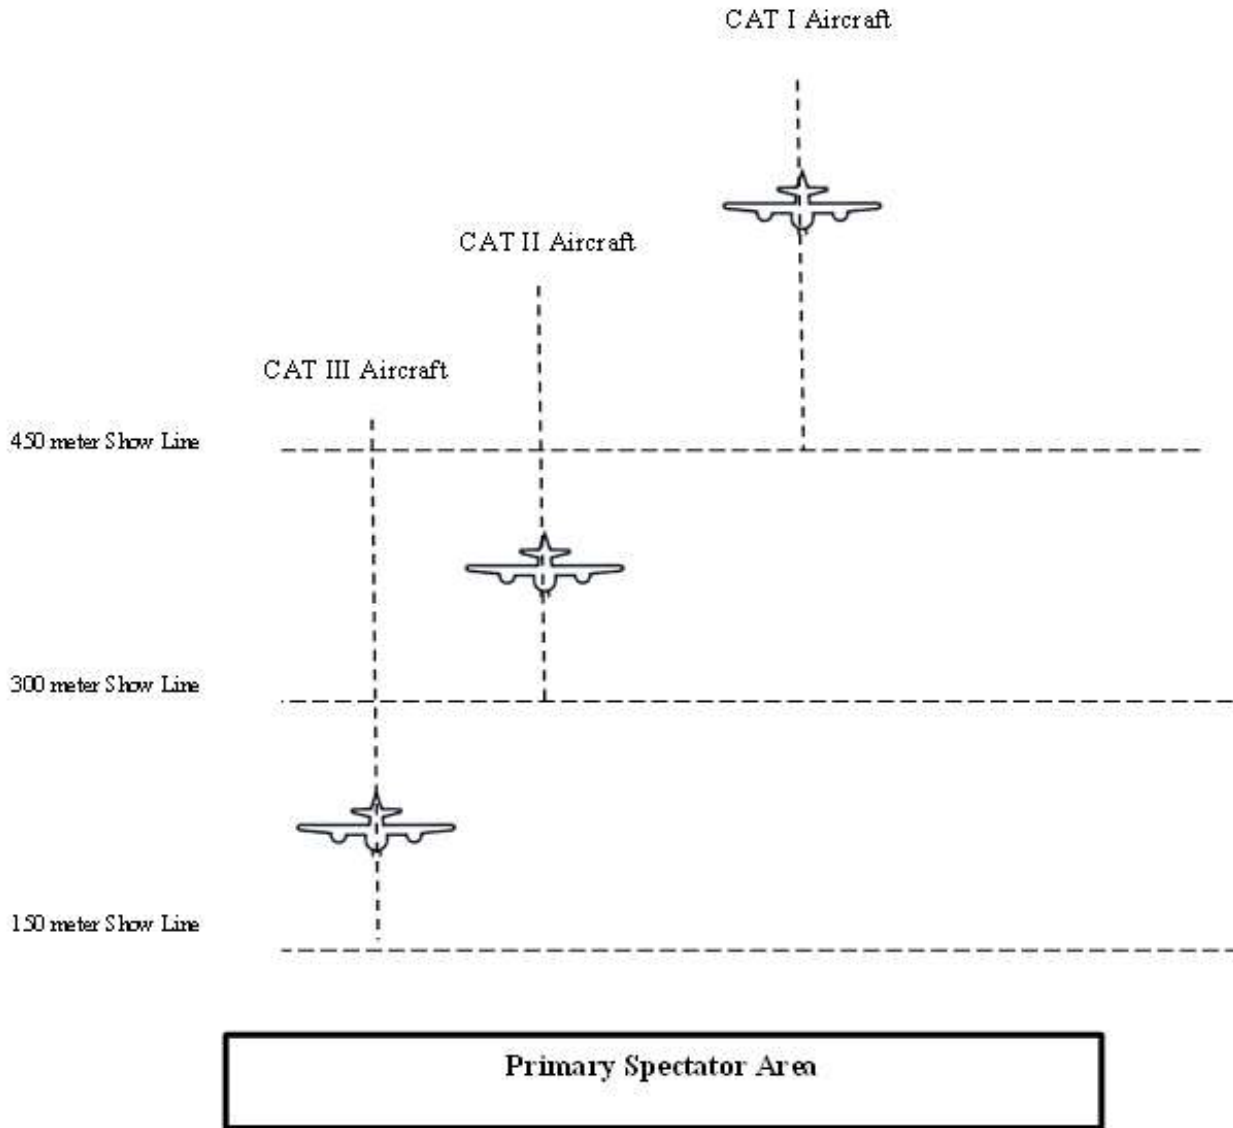 CAT I Aircraft
CAT II Aircraft
CAT III Aircraft
450 meter Show Line
300 meter Show Line
150 meter Show Line
Primary Spectator Area